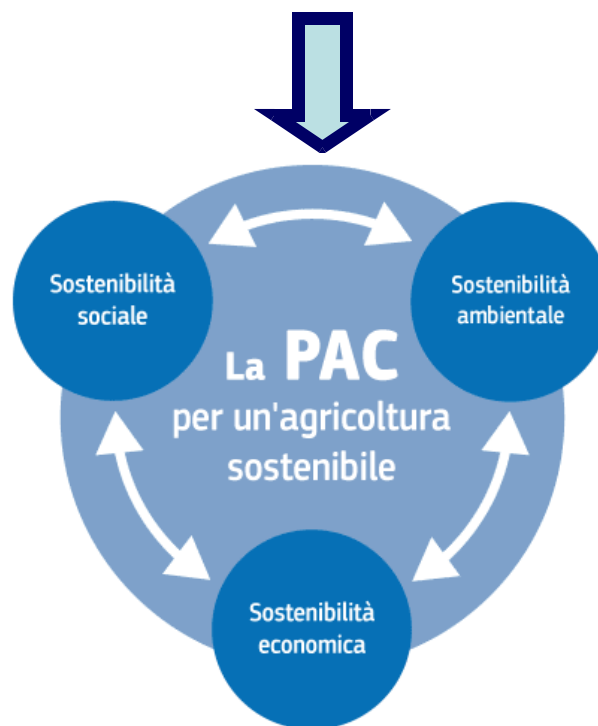 Sostenibilità
sociale
Sostenibilità
ambientale
La PAC
per un'agricoltura
sostenibile
Sostenibilità
economica